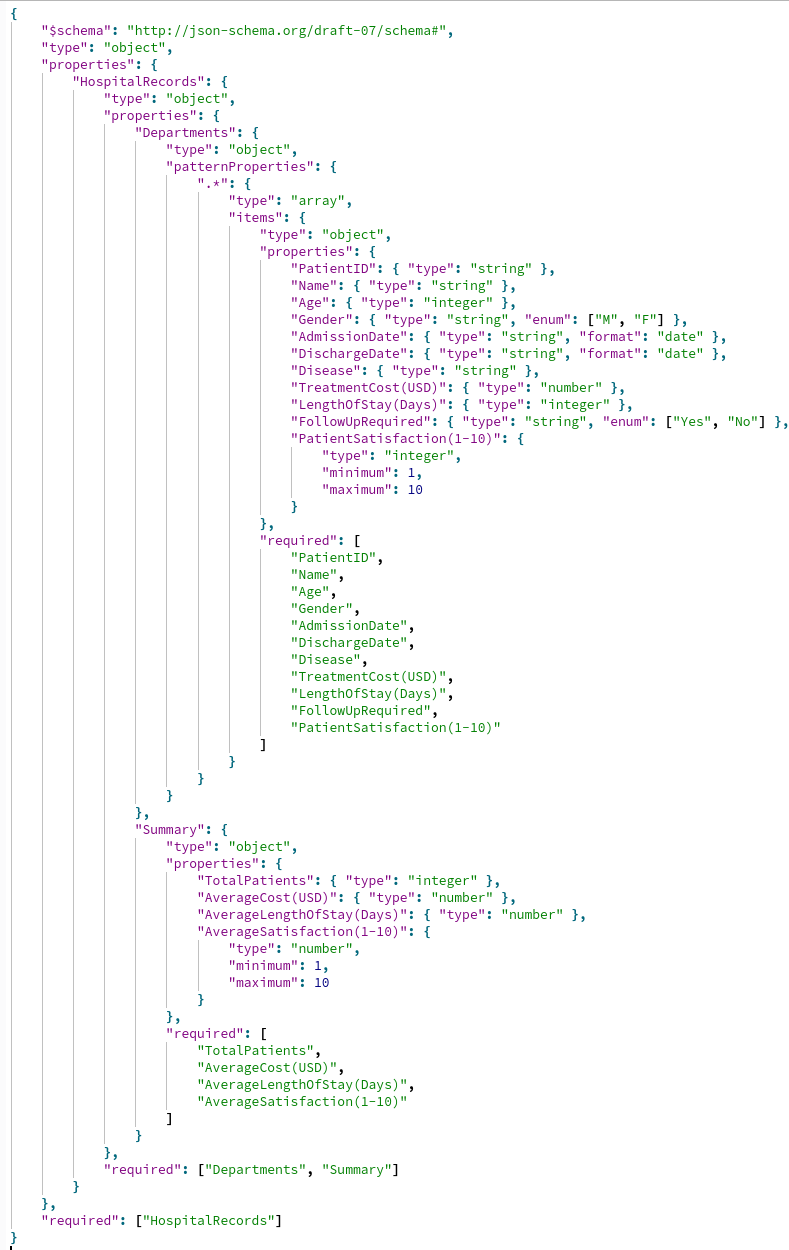 {
    "$schema": "http://json-schema.org/draft-07/schema#",
    "type": "object",
    "properties": {
        "HospitalRecords": {
            "type": "object",
            "properties": {
                "Departments": {
                    "type": "object",
                    "patternProperties": {
                        ".*": {
                            "type": "array",
                            "items": {
                                "type": "object",
                                "properties": {
                                    "PatientID": { "type": "string" },
                                    "Name": { "type": "string" },
                                    "Age": { "type": "integer" },
                                    "Gender": { "type": "string", "enum": ["M", "F"] },
                                    "AdmissionDate": { "type": "string", "format": "date" },
                                    "DischargeDate": { "type": "string", "format": "date" },
                                    "Disease": { "type": "string" },
                                    "TreatmentCost(USD)": { "type": "number" },
                                    "LengthOfStay(Days)": { "type": "integer" },
                                    "FollowUpRequired": { "type": "string", "enum": ["Yes", "No"] },
                                    "PatientSatisfaction(1-10)": {
                                        "type": "integer",
                                        "minimum": 1,
                                        "maximum": 10
                                    }
                                },
                                "required": [
                                    "PatientID",
                                    "Name",
                                    "Age",
                                    "Gender",
                                    "AdmissionDate",
                                    "DischargeDate",
                                    "Disease",
                                    "TreatmentCost(USD)",
                                    "LengthOfStay(Days)",
                                    "FollowUpRequired",
                                    "PatientSatisfaction(1-10)"
                                ]
                            }
                        }
                    }
                },
                "Summary": {
                    "type": "object",
                    "properties": {
                        "TotalPatients": { "type": "integer" },
                        "AverageCost(USD)": { "type": "number" },
                        "AverageLengthOfStay(Days)": { "type": "number" },
                        "AverageSatisfaction(1-10)": {
                            "type": "number",
                            "minimum": 1,
                            "maximum": 10
                        }
                    },
                    "required": [
                        "TotalPatients",
                        "AverageCost(USD)",
                        "AverageLengthOfStay(Days)",
                        "AverageSatisfaction(1-10)"
                    ]
                }
            },
            "required": ["Departments", "Summary"]
        }
    },
    "required": ["HospitalRecords"]
}